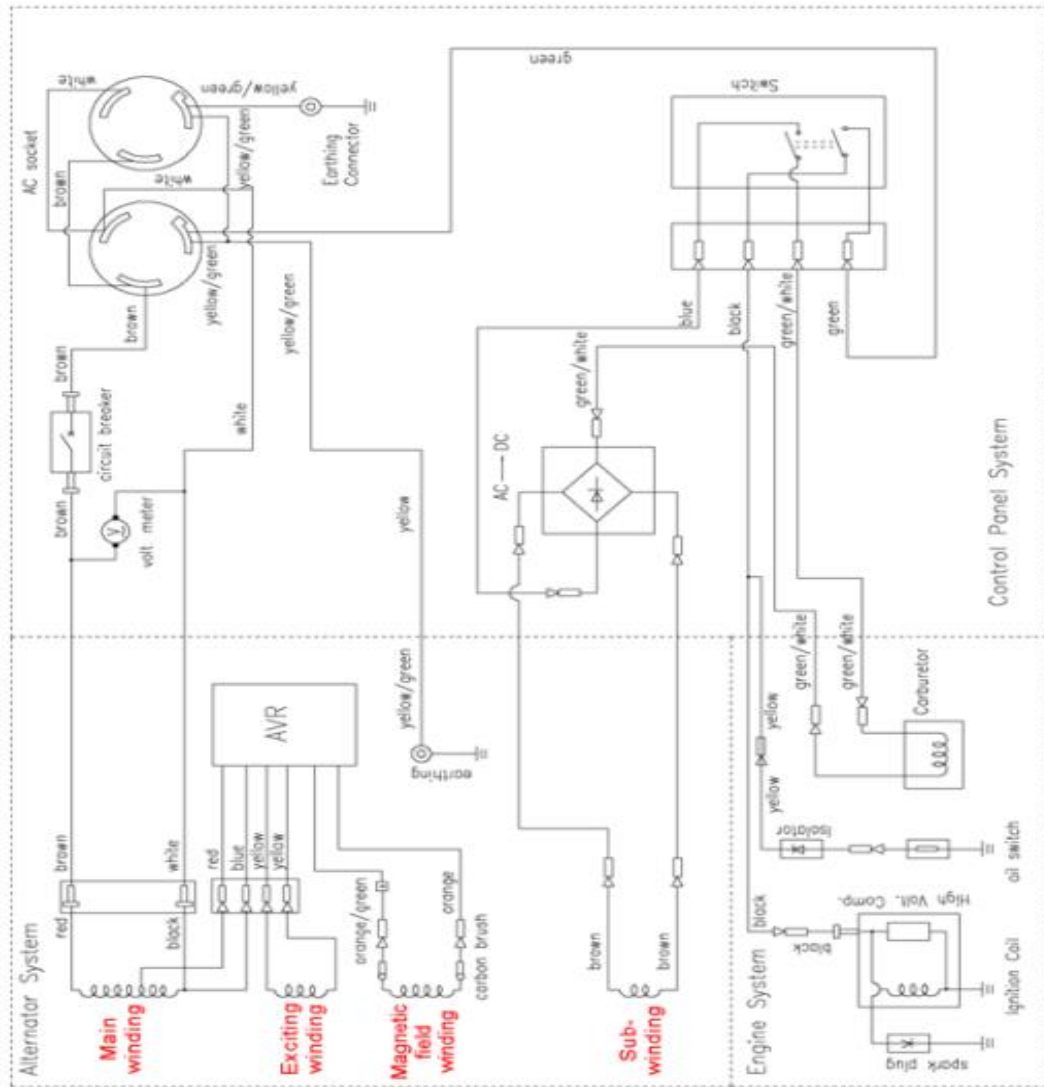 AC socket
white
brown
white
yellow/green
yellow/green
yellow/green
Earthing
Connector
green
Switch
brown
brown
circuit breaker
brown
volt. meter
V
white
yellow/green
yellow
blue
black
green/white
green
green/white
AC → DC
Control Panel System
Alternator System
brown
white
red
black
AVR
red
blue
yellow
yellow
yellow/green
earthing
orange/green
orange
carbon brush
Main
winding
Exciting
winding
Magnetic
field
winding
Sub-
winding
brown
brown
Engine System
green/white
green/white
Carburetor
yellow
yellow
Isolator
oil switch
black
black
High Volt. Comp.
Ignition Coil
spark plug